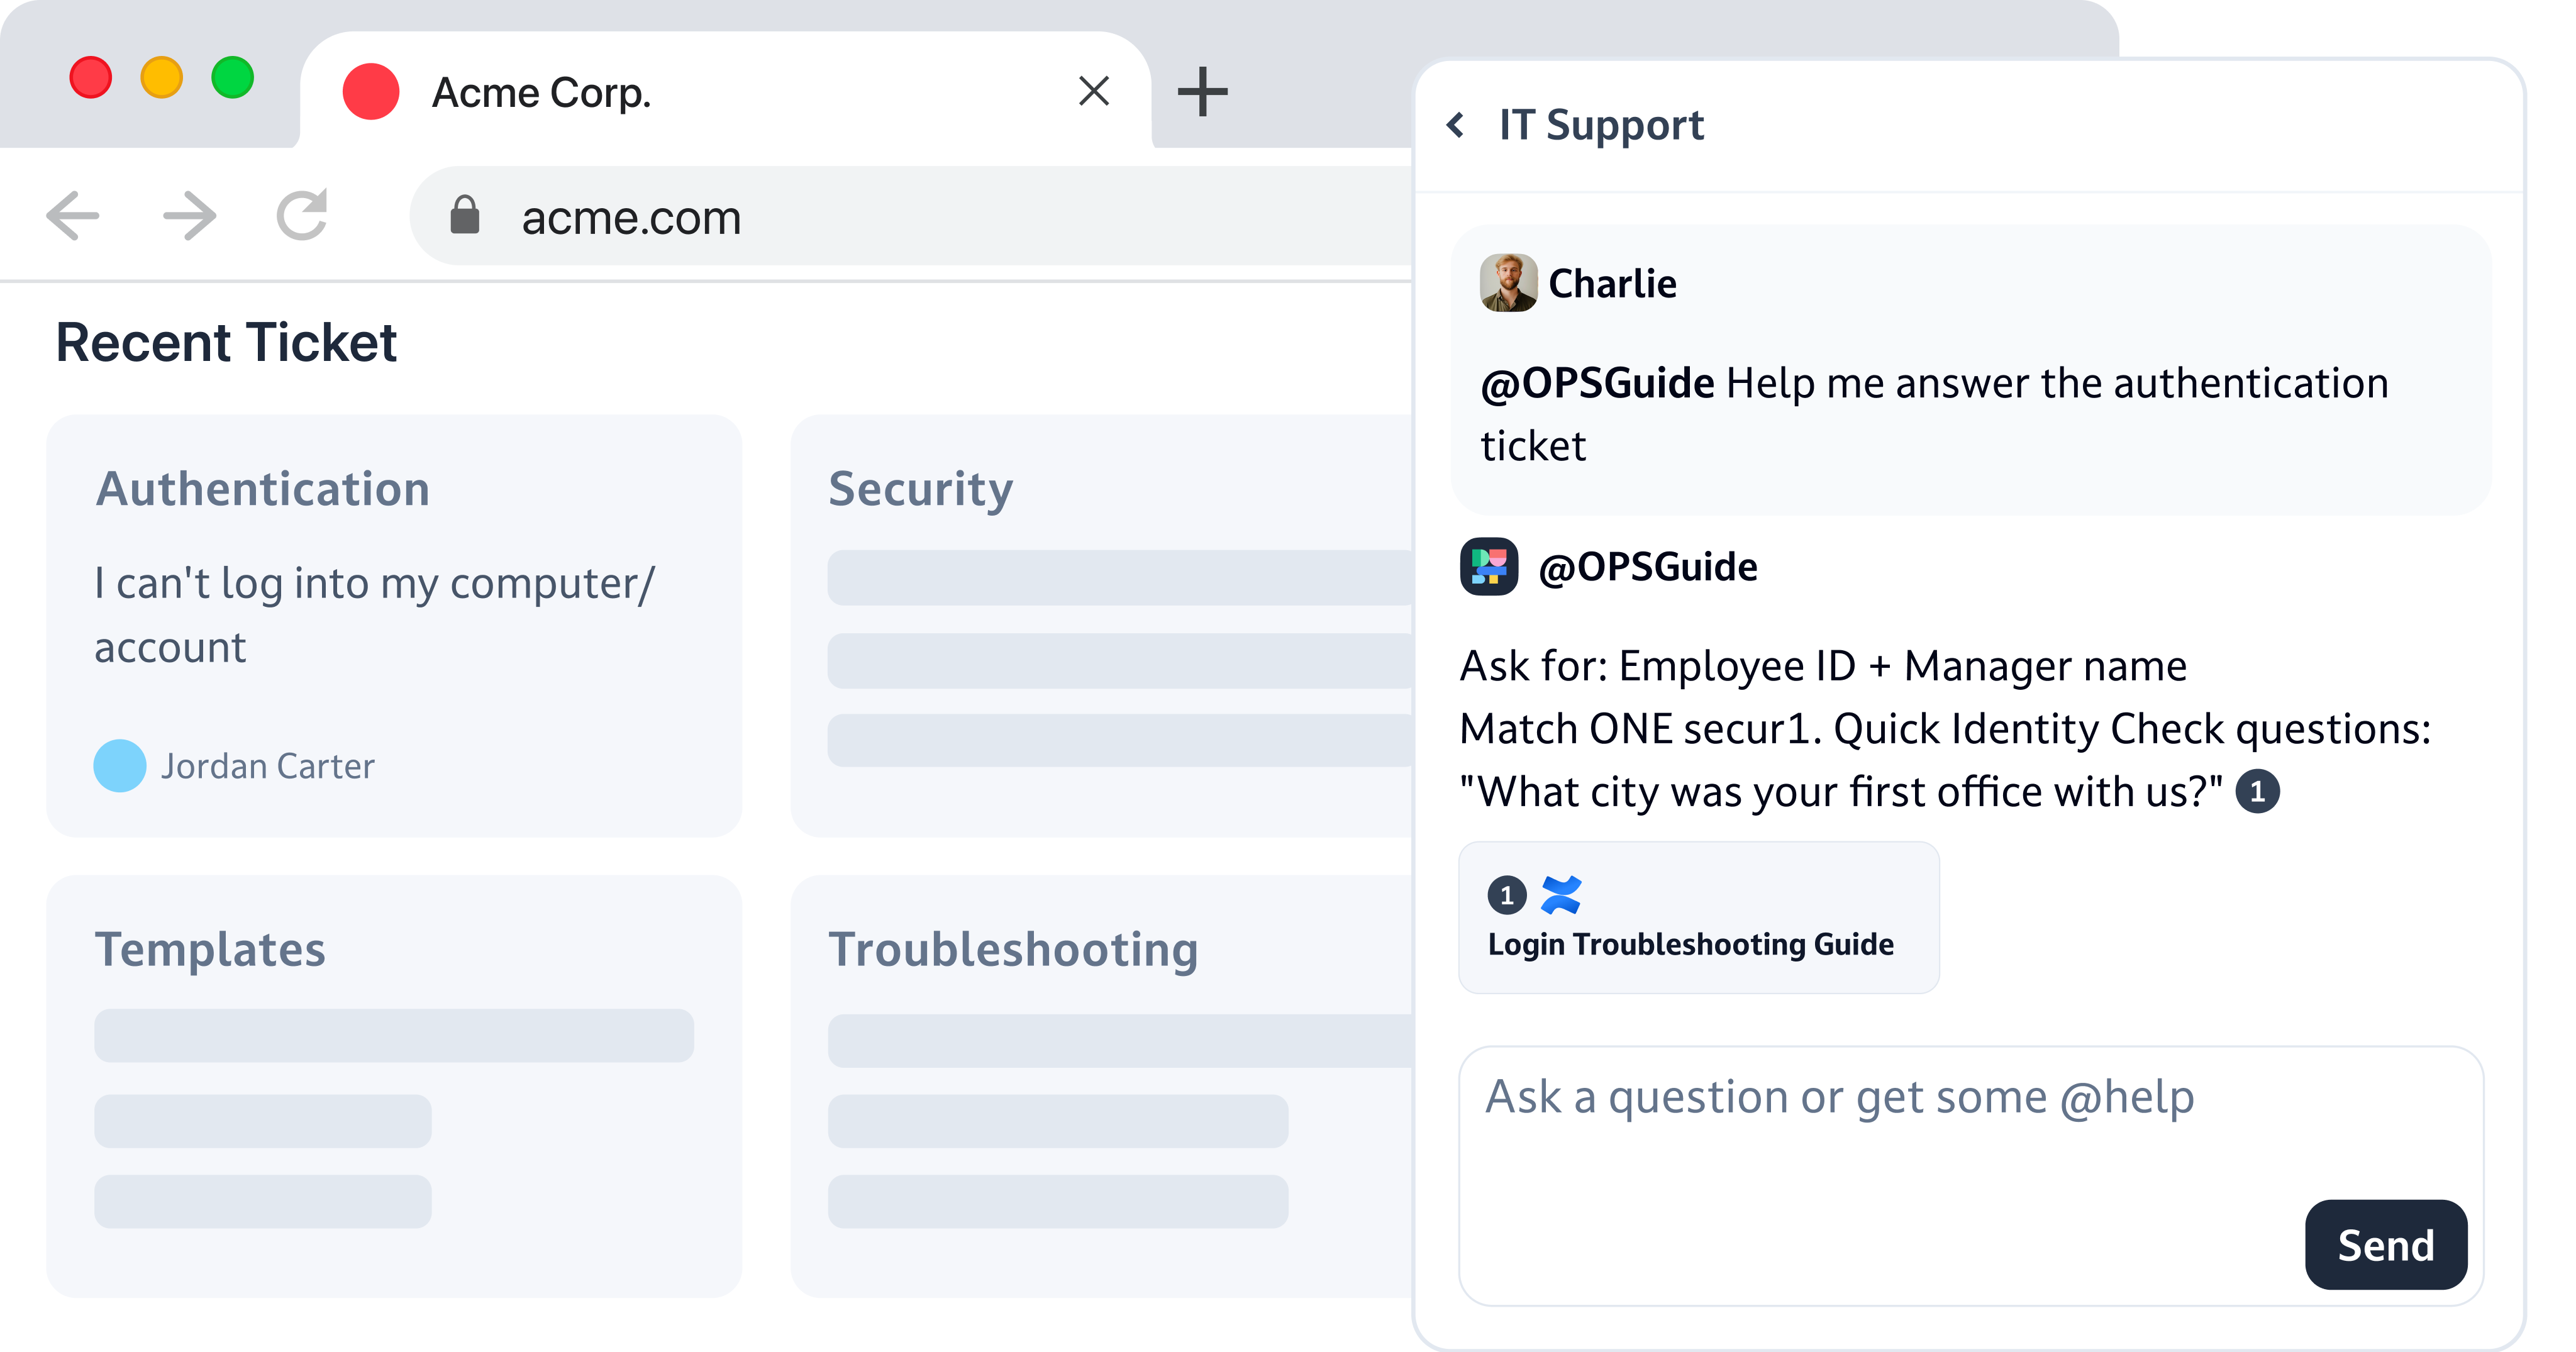 Acme Corp.
acme.com
Recent Ticket
Authentication
I can't log into my computer/
account
Jordan Carter
Security
Templates
Troubleshooting
IT Support
Charlie
@OPSGuide Help me answer the authentication
ticket
@OPSGuide
Ask for: Employee ID + Manager name
Match ONE secur1. Quick Identity Check questions:
"What city was your first office with us?" 1
1
Login Troubleshooting Guide
Ask a question or get some @help
Send